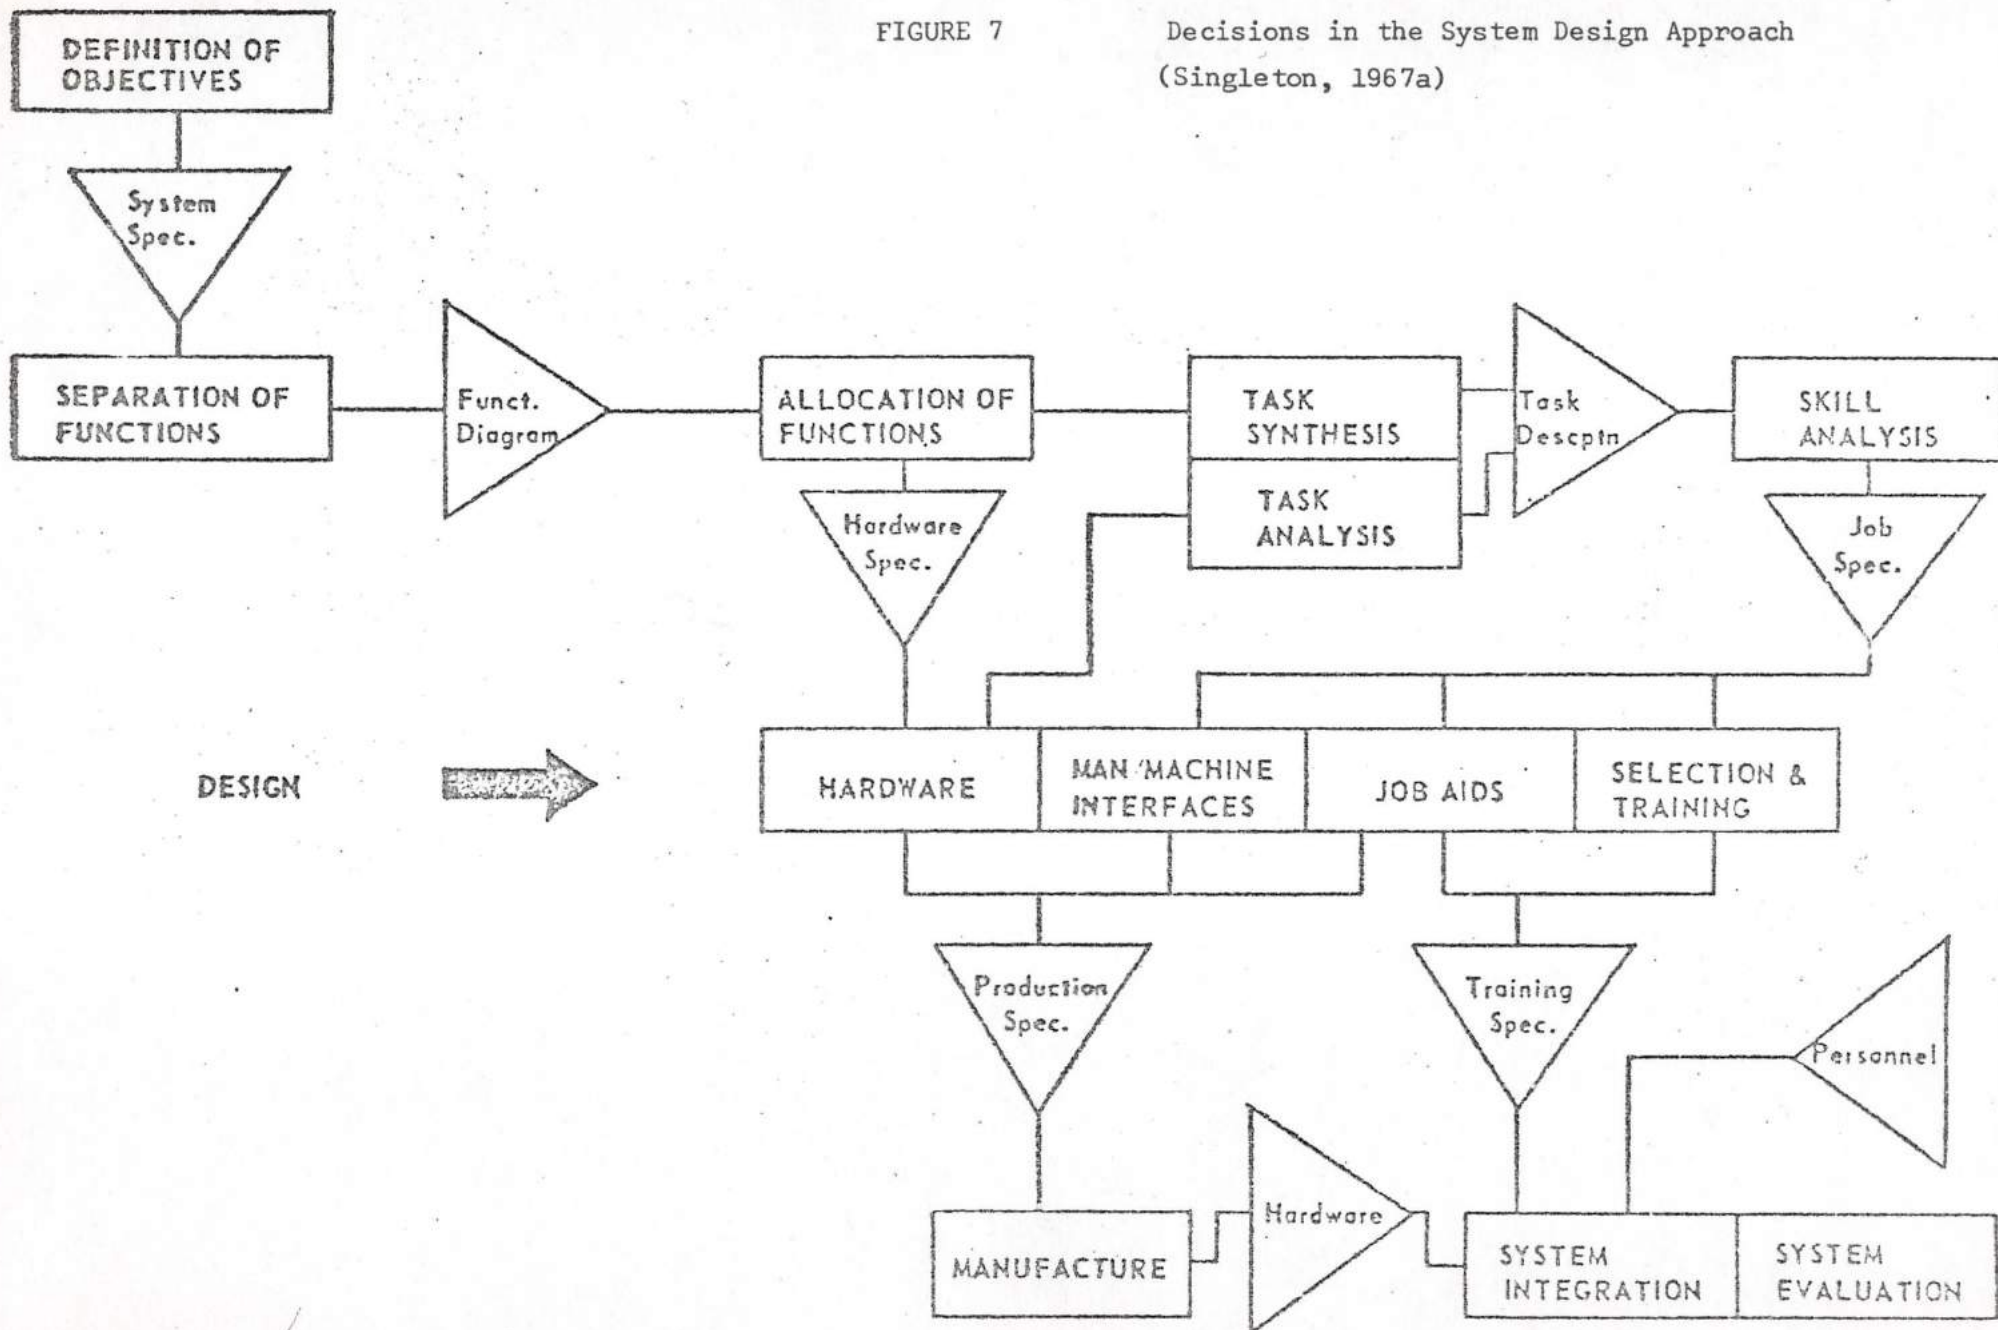 FIGURE 7 Decisions in the System Design Approach
(Singleton, 1967a)
DEFINITION OF
OBJECTIVES
System
Spec.
SEPARATION OF
FUNCTIONS
Funct.
Diagram
ALLOCATION OF
FUNCTIONS
Hardware
Spec.
TASK
SYNTHESIS
TASK
ANALYSIS
Task
Descptn
SKILL
ANALYSIS
Job
Spec.
DESIGN
HARDWARE
MAN/MACHINE
INTERFACES
JOB AIDS
SELECTION &
TRAINING
Production
Spec.
Training
Spec.
Personnel
MANUFACTURE
Hardware
SYSTEM
INTEGRATION
SYSTEM
EVALUATION